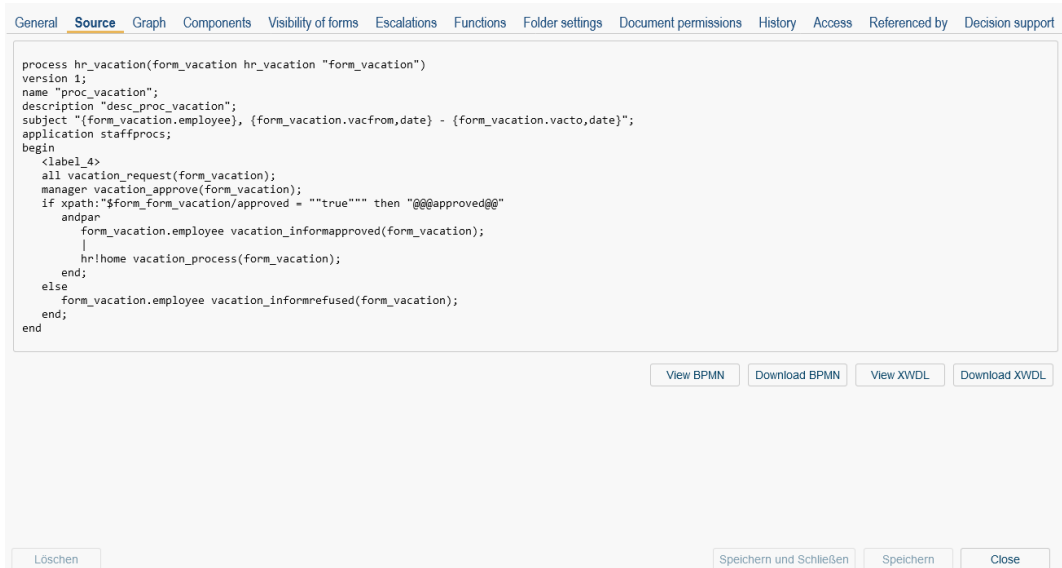 General Source Graph Components Visibility of forms Escalations Functions Folder settings Document permissions History Access Referenced by Decision support
process hr_vacation(form_vacation hr_vacation "form_vacation")
version 1;
name "proc_vacation";
description "desc_proc_vacation";
subject "{form_vacation.employee}, {form_vacation.vacfrom,date} - {form_vacation.vacto,date}";
application staffprocs;
begin
   <label_4>
   all vacation_request(form_vacation);
   manager vacation_approve(form_vacation);
   if xpath:"$form_form_vacation/approved = ""true""" then "@@@approved@@"
      andpar
         form_vacation.employee vacation_informapproved(form_vacation);
         |
         hr!home vacation_process(form_vacation);
      end;
   else
      form_vacation.employee vacation_informrefused(form_vacation);
   end;
end
View BPMN Download BPMN View XWDL Download XWDL
Löschen Speichern und Schließen Speichern Close